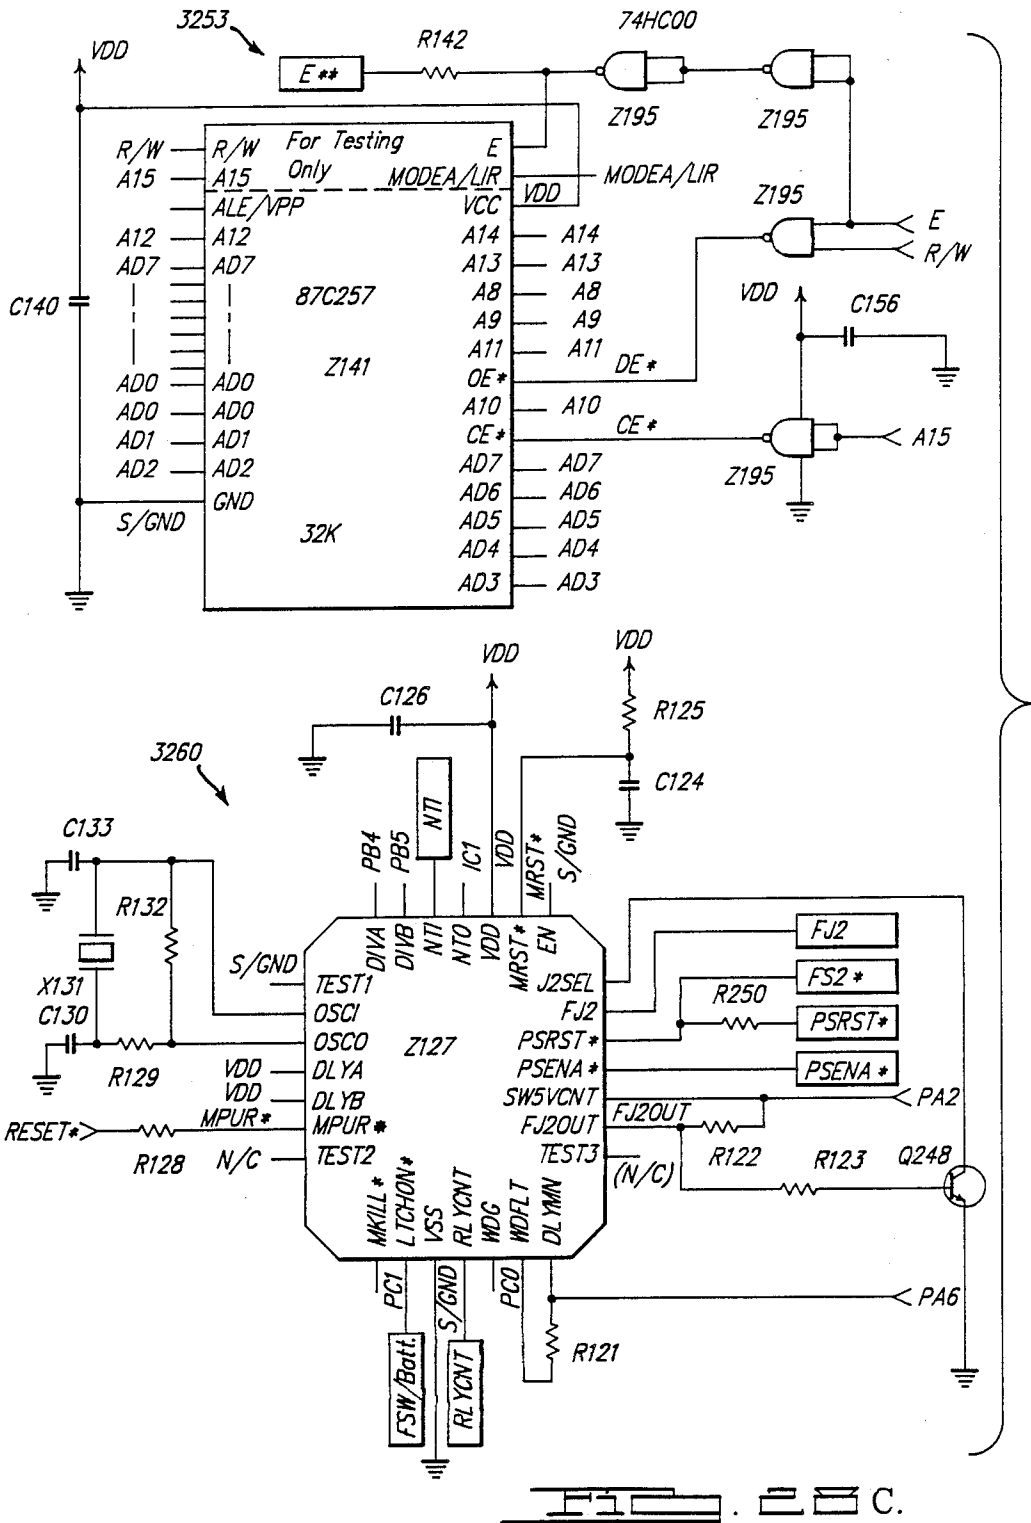 3253
74HC00
VDD
R142
E**
Z195
Z195
R/W
R/W
For Testing
Only
E
A15
A15
MODEA/LIR
MODEA/LIR
VDD
ALE/VPP
VCC
Z195
E
R/W
A12
A12
A14
A14
AD7
AD7
A13
A13
C140
87C257
A8
A8
VDD
C156
A9
A9
Z141
A11
A11
AD0
AD0
OE*
DE*
AD0
AD0
A10
A10
AD1
AD1
CE*
CE*
A15
AD2
AD2
AD7
AD7
Z195
GND
AD6
AD6
S/GND
32K
AD5
AD5
AD4
AD4
AD3
AD3
VDD
VDD
C126
R125
3260
C124
C133
PB4
PB5
NTI
IC1
VDD
MRST*
S/GND
R132
DIVA
DIVB
NTI
NTO
VDD
MRST*
EN
FJ2
S/GND
TEST1
J2SEL
FS2*
X131
OSCI
FJ2
R250
C130
PSRST*
PSRST*
OSCO
Z127
R129
VDD
DLYA
PSENA*
PSENA*
VDD
DLYB
SW5VCNT
PA2
RESET*
MPUR*
MPUR*
FJ2OUT
FJ2OUT
R128
N/C
TEST2
TEST3
(N/C)
R122
R123
Q248
MKILL*
LTCHON*
VSS
RLYCNT
WDG
WDFLT
DLYMN
PC1
S/GND
PC0
PA6
R121
FSW/Batt.
RLYCNT
C.